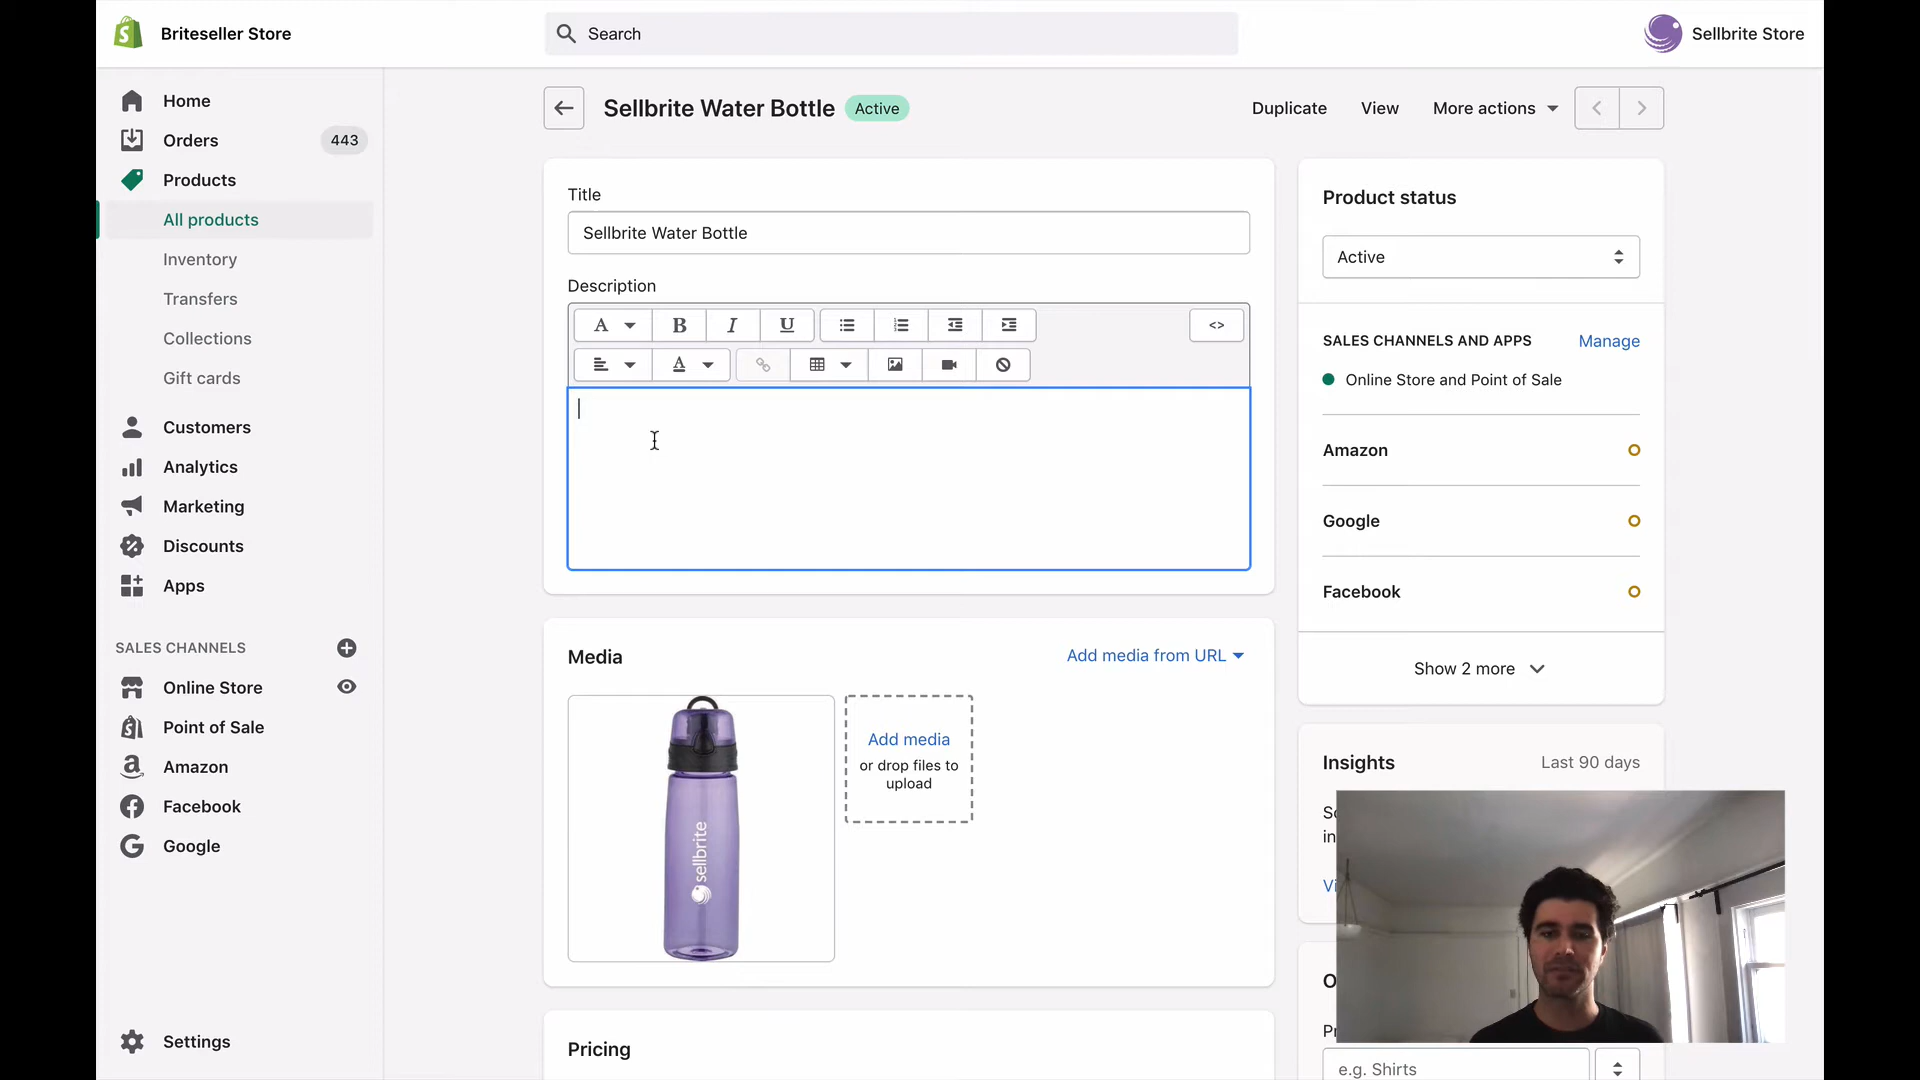 Briteseller Store
Search
Sellbrite Store
Home
Orders
443
Products
All products
Inventory
Transfers
Collections
Gift cards
Customers
Analytics
Marketing
Discounts
Apps
SALES CHANNELS
Online Store
Point of Sale
Amazon
Facebook
Google
Settings
Sellbrite Water Bottle
Active
Duplicate
View
More actions
Title
Sellbrite Water Bottle
Description
A
B
I
U
<>
A
Media
Add media from URL
sellbrite
Add media
or drop files to
upload
Pricing
Product status
Active
SALES CHANNELS AND APPS
Manage
Online Store and Point of Sale
Amazon
Google
Facebook
Show 2 more
Insights
Last 90 days
in
e.g. Shirts